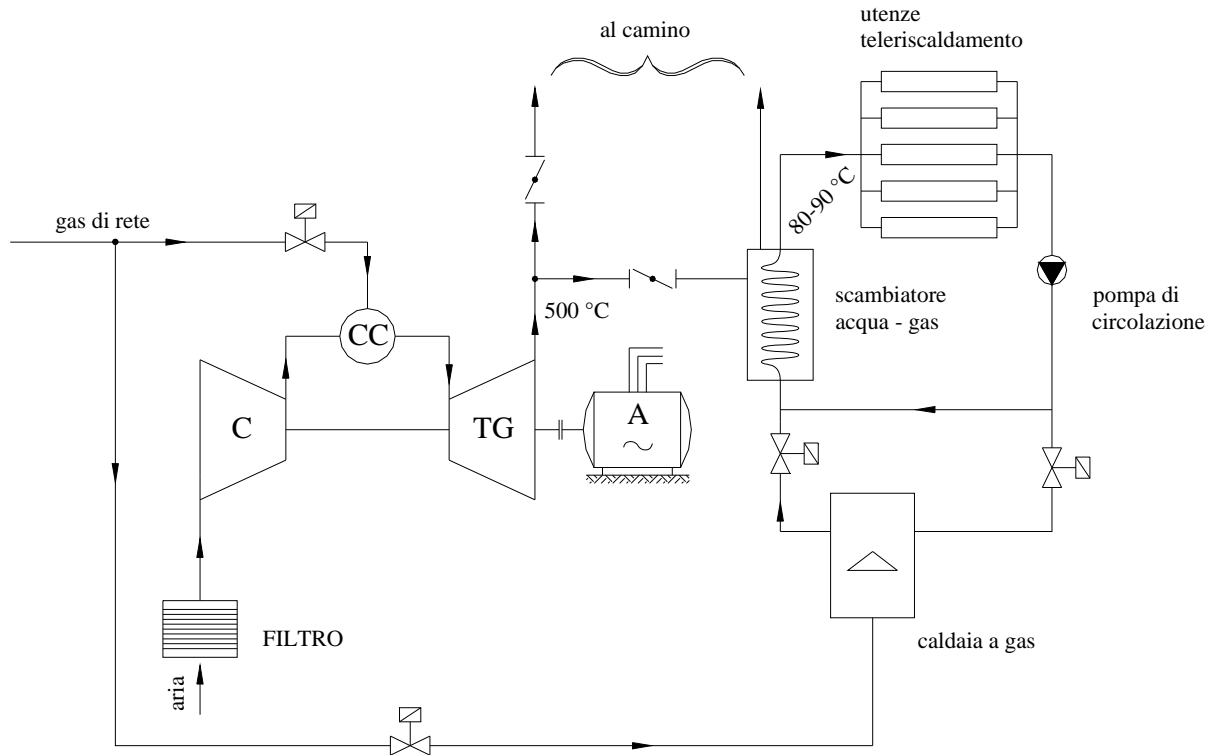 utenze
teleriscaldamento
al camino
80-90 °C
gas di rete
500 °C
scambiatore
acqua - gas
pompa di
circolazione
CC
C
TG
A
FILTRO
caldaia a gas
aria